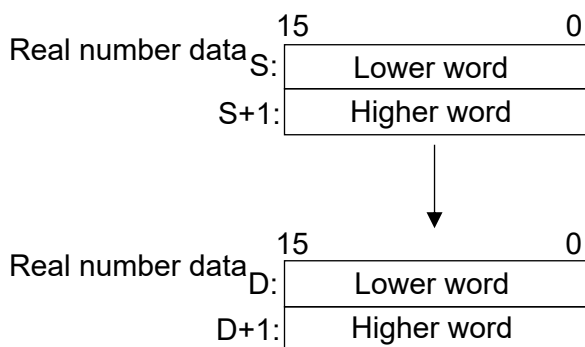 15 0
Real number data S: Lower word
S+1: Higher word
15 0
Real number data D: Lower word
D+1: Higher word